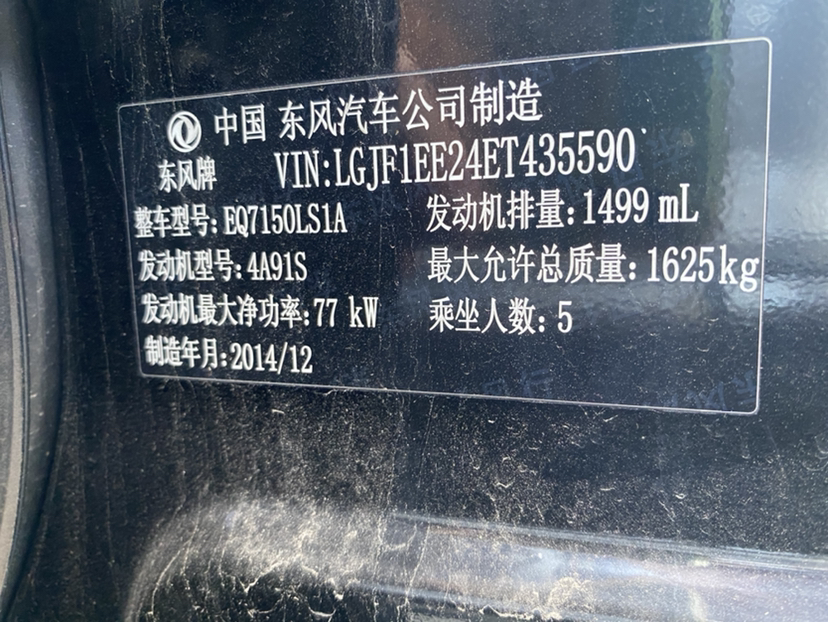 中国 东风汽车公司制造
东风牌 VIN:LGJF1EE24ET435590
整车型号:EQ7150LS1A 发动机排量:1499 mL
发动机型号:4A91S 最大允许总质量:1625kg
发动机最大净功率:77 kW 乘坐人数:5
制造年月:2014/12